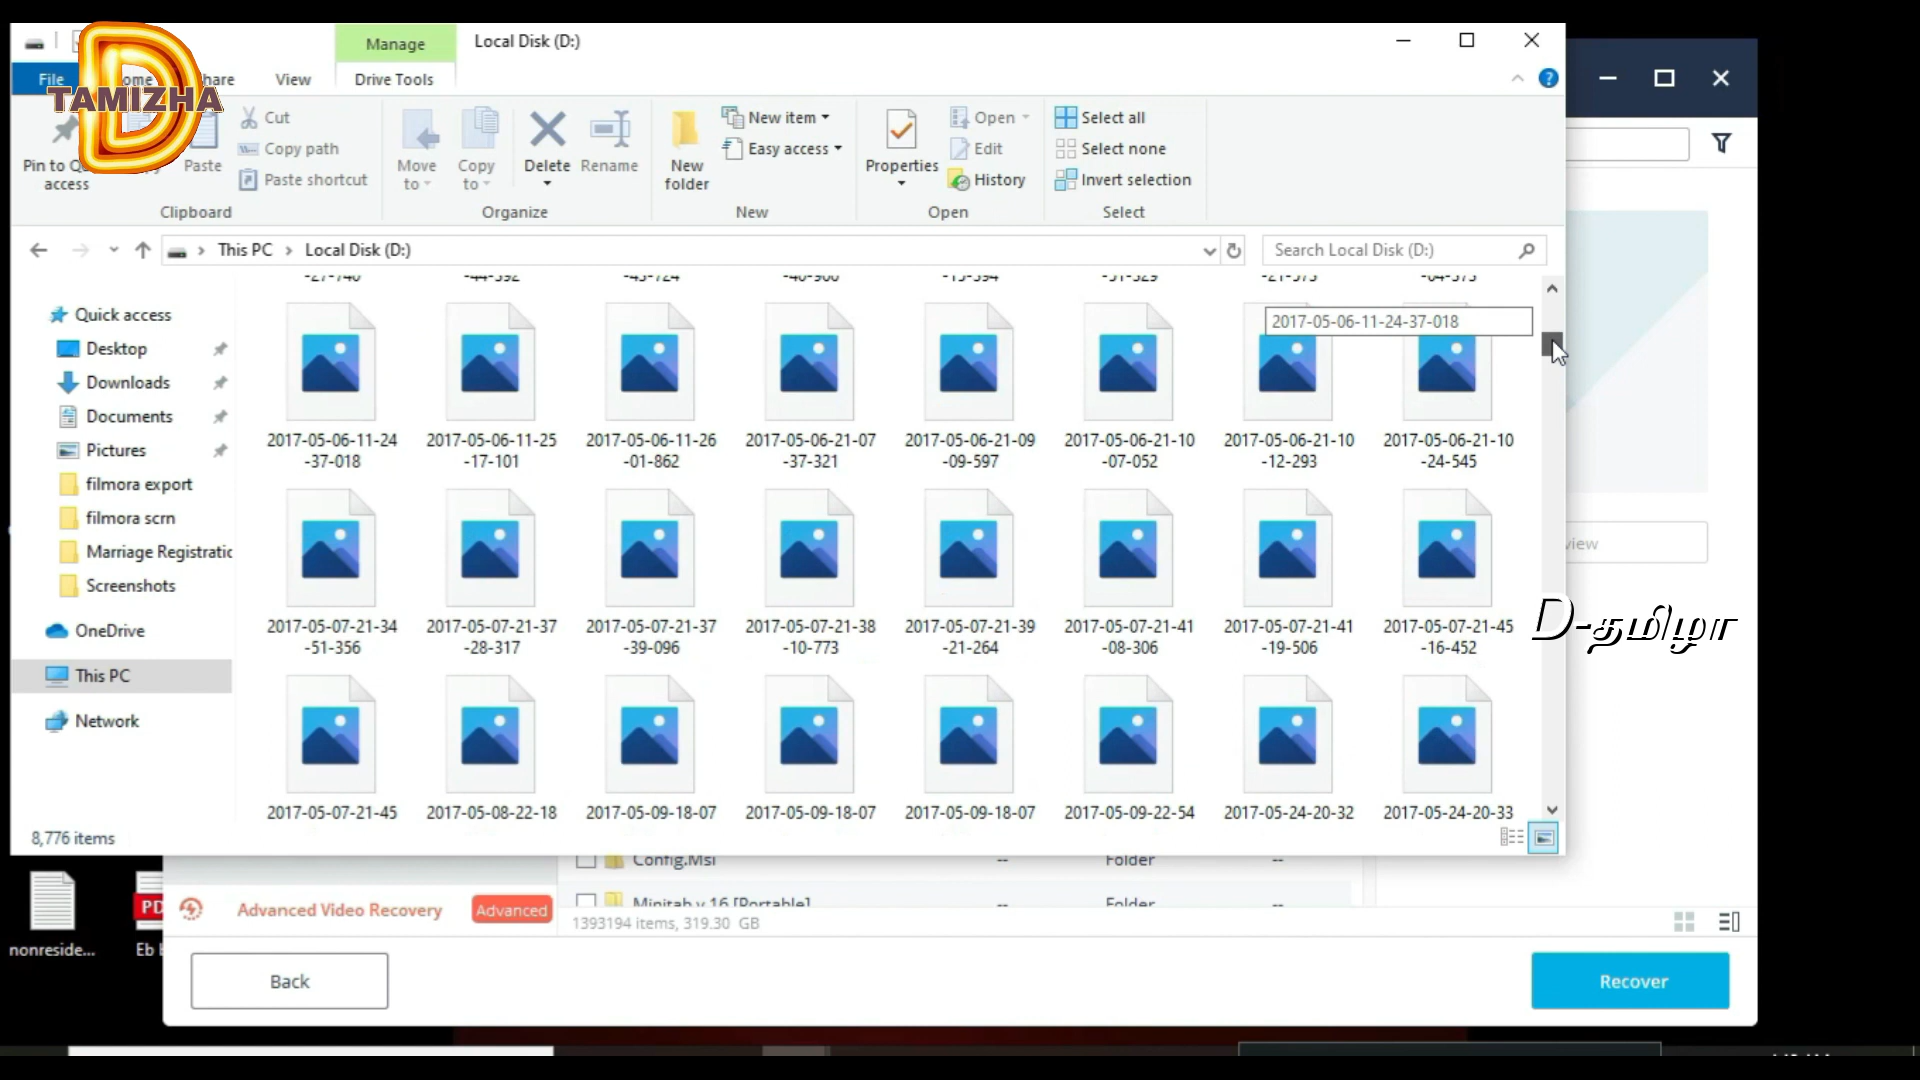 Manage
Local Disk (D:)
File
View
Drive Tools
D
TAMIZHA
Pin to
access
Paste
Cut
Copy path
Paste shortcut
Move
to
Copy
to
Delete
Rename
New
folder
New item
Easy access
Properties
Open
Edit
History
Select all
Select none
Invert selection
Clipboard
Organize
New
Open
Select
This PC
Local Disk (D:)
Search Local Disk (D:)
2017-05-06-11-24-37-018
Quick access
Desktop
Downloads
Documents
Pictures
filmora export
filmora scrn
Marriage
Screenshots
OneDrive
This PC
Network
2017-05-06-11-24
-37-018
2017-05-06-11-25
-17-101
2017-05-06-11-26
-01-862
2017-05-06-21-07
-37-321
2017-05-06-21-09
-09-597
2017-05-06-21-10
-07-052
2017-05-06-21-10
-12-293
2017-05-06-21-10
-24-545
2017-05-07-21-34
-51-356
2017-05-07-21-37
-28-317
2017-05-07-21-37
-39-096
2017-05-07-21-38
-10-773
2017-05-07-21-39
-21-264
2017-05-07-21-41
-08-306
2017-05-07-21-41
-19-506
2017-05-07-21-45
-16-452
2017-05-07-21-45
2017-05-08-22-18
2017-05-09-18-07
2017-05-09-18-07
2017-05-09-18-07
2017-05-09-22-54
2017-05-24-20-32
2017-05-24-20-33
D-தமிழா
8,776 items
Config.Msi
--
Folder
--
Minitab v 16 [Portable]
--
Folder
--
Advanced Video Recovery
Advanced
1393194 items, 319.30 GB
nonreside...
Eb
Back
Recover